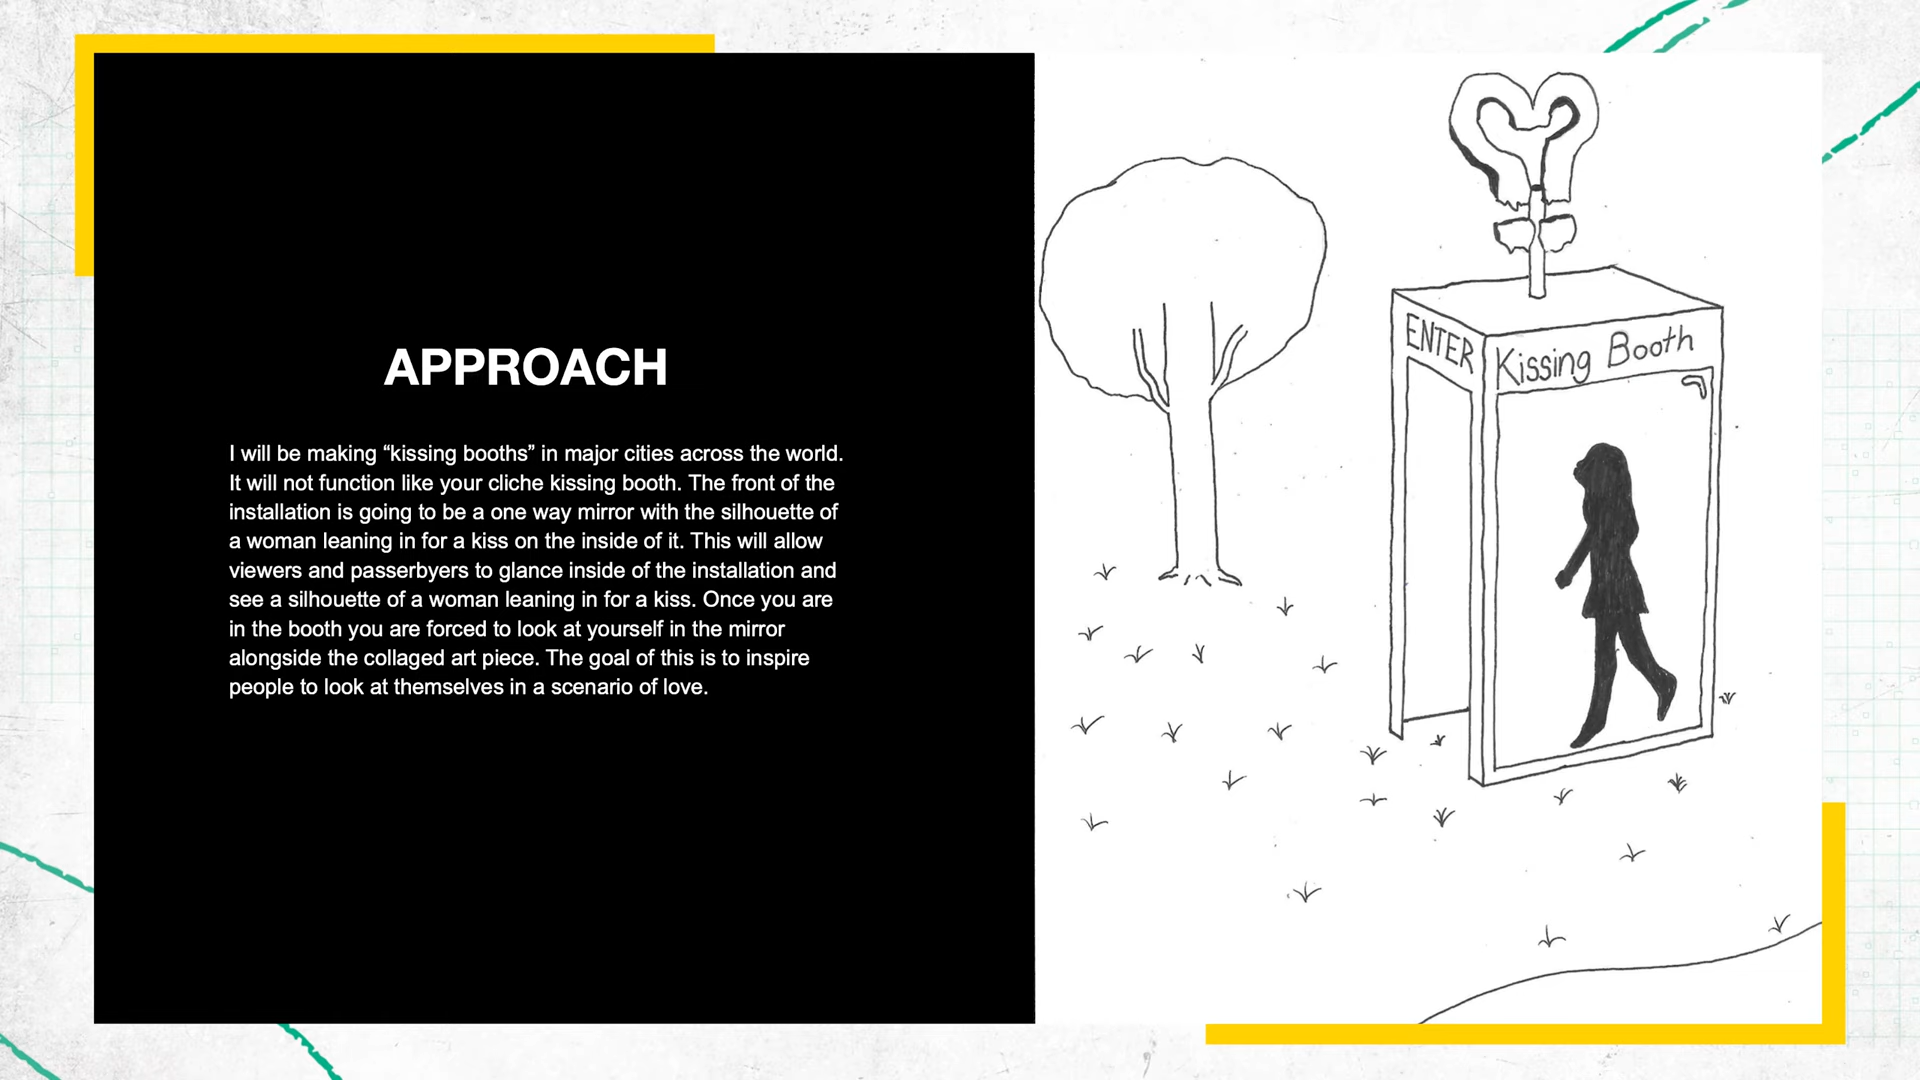 APPROACH
I will be making “kissing booths” in major cities across the world.
It will not function like your cliche kissing booth. The front of the
installation is going to be a one way mirror with the silhouette of
a woman leaning in for a kiss on the inside of it. This will allow
viewers and passerbyers to glance inside of the installation and
see a silhouette of a woman leaning in for a kiss. Once you are
in the booth you are forced to look at yourself in the mirror
alongside the collaged art piece. The goal of this is to inspire
people to look at themselves in a scenario of love.
ENTER
Kissing Booth